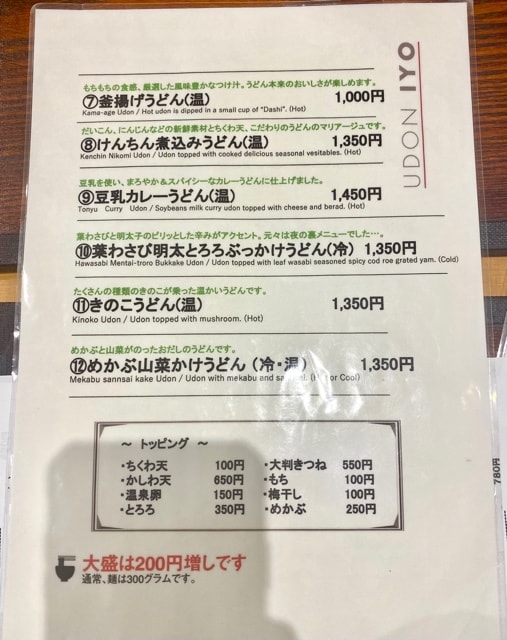 UDON IYO
もちもちの食感、厳選した風味豊かなつけ汁。うどん本来のおいしさが楽しめます。
⑦釜揚げうどん(温) 1,000円
Kama-age Udon / Hot udon is dipped in a small cup of "Dashi". (Hot)
だいこん、にんじんなどの新鮮素材とちくわ天、こだわりのうどんのマリアージュです。
⑧けんちん煮込みうどん(温) 1,350円
Kenchin Nikomi Udon / Udon topped with cooked delicious seasonal vesitables. (Hot)
豆乳を使い、まろやか&スパイシーなカレーうどんに仕上げました。
⑨豆乳カレーうどん(温) 1,450円
Tonyu Curry Udon / Soybeans milk curry udon topped with cheese and berad. (Hot)
葉わさびと明太子のピリッとした辛みがアクセント。元々は夜の裏メニューでした…。
⑩葉わさび明太とろろぶっかけうどん(冷) 1,350円
Hawasabi Mentai-troro Bukkake Udon / Udon topped with leaf wasabi seasoned spicy cod roe grated yam. (Cold)
たくさんの種類のきのこが乗った温かいうどんです。
⑪きのこうどん(温) 1,350円
Kinoko Udon / Udon topped with mushroom. (Hot)
めかぶと山菜がのったおだしのうどんです。
⑫めかぶ山菜かけうどん (冷・温) 1,350円
Mekabu sannsai kake Udon / Udon with mekabu and or Cool)
～ トッピング ～
・ちくわ天 100円 ・大判きつね 550円
・かしわ天 650円 ・もち 100円
・温泉卵 150円 ・梅干し 100円
・とろろ 350円 ・めかぶ 250円
大盛は200円増しです
通常、麺は300グラムです。
780円